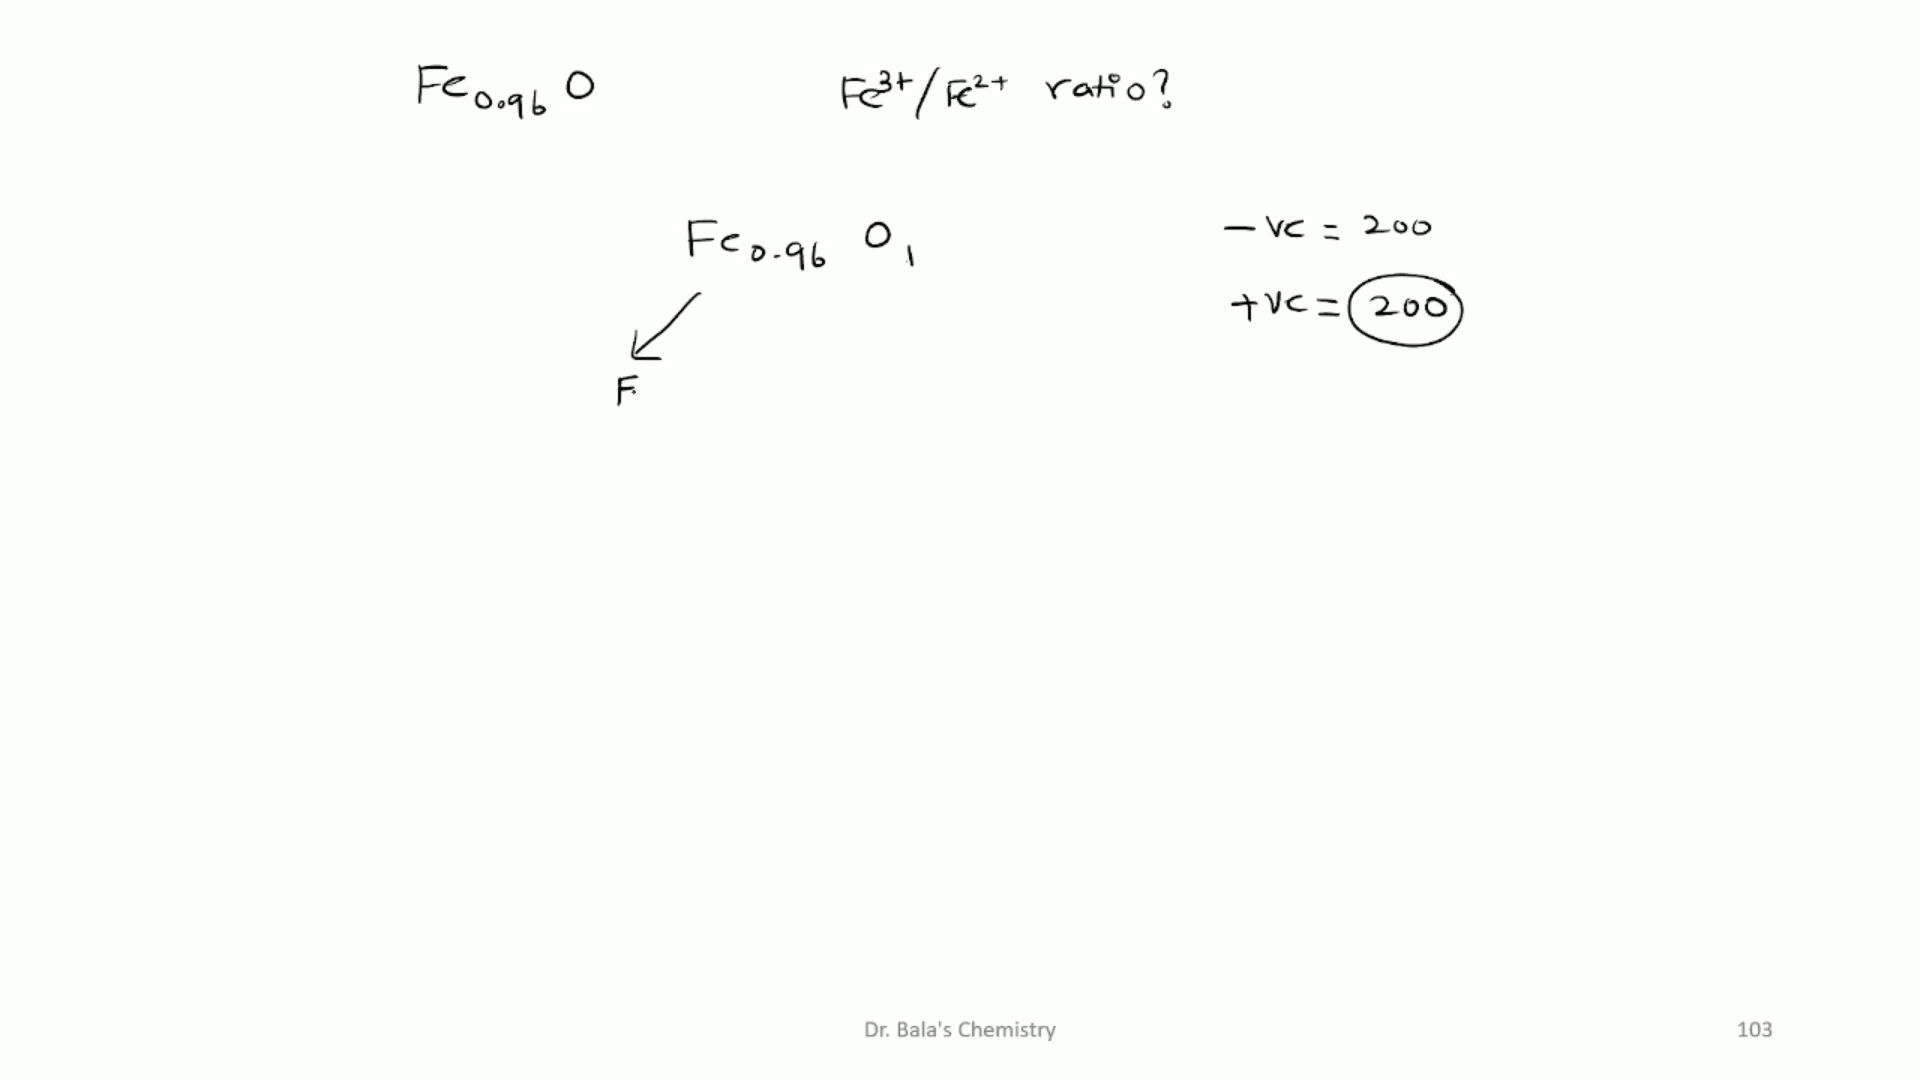 Fe0.96 O Fe3+/Fe2+ ratio?
Fe0.96 O1
-ve = 200
+ve = 200
F
Dr. Bala's Chemistry
103